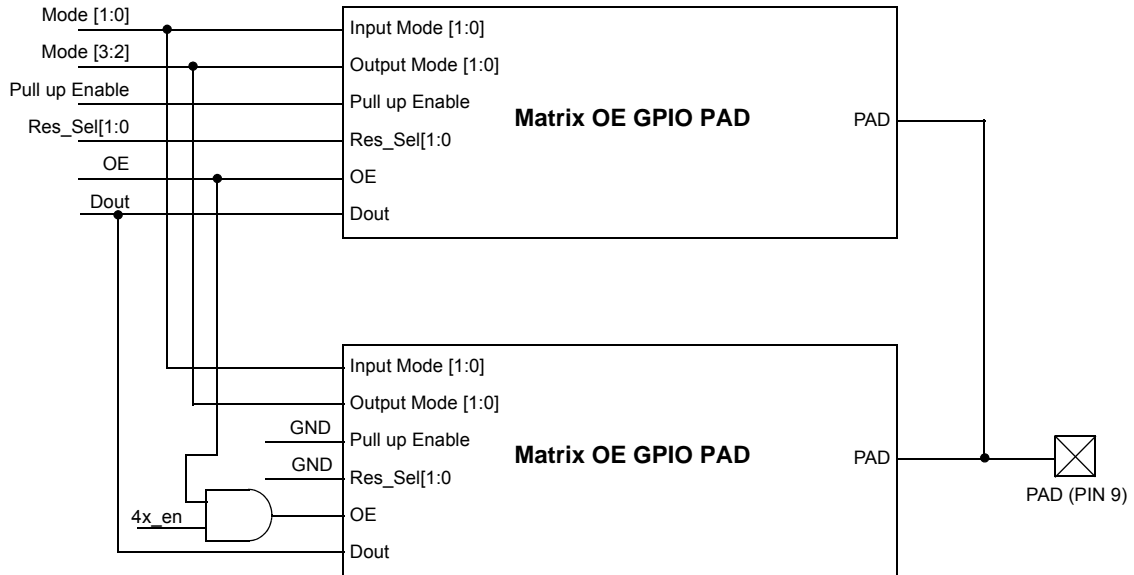 Mode [1:0]
Mode [3:2]
Pull up Enable
Res_Sel[1:0
OE
Dout
Input Mode [1:0]
Output Mode [1:0]
Pull up Enable
Res_Sel[1:0
OE
Dout
Matrix OE GPIO PAD
PAD
GND
GND
4x_en
Input Mode [1:0]
Output Mode [1:0]
Pull up Enable
Res_Sel[1:0
OE
Dout
Matrix OE GPIO PAD
PAD
PAD (PIN 9)